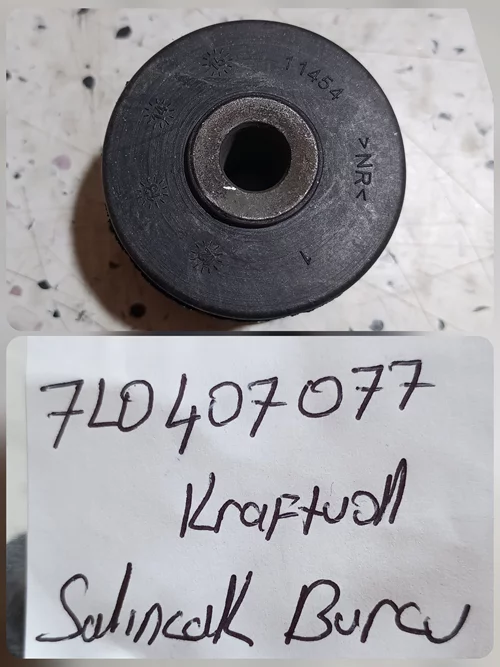 11454
>NR<
1
7L0407077
Kraftvoll
Salıncak Burcu